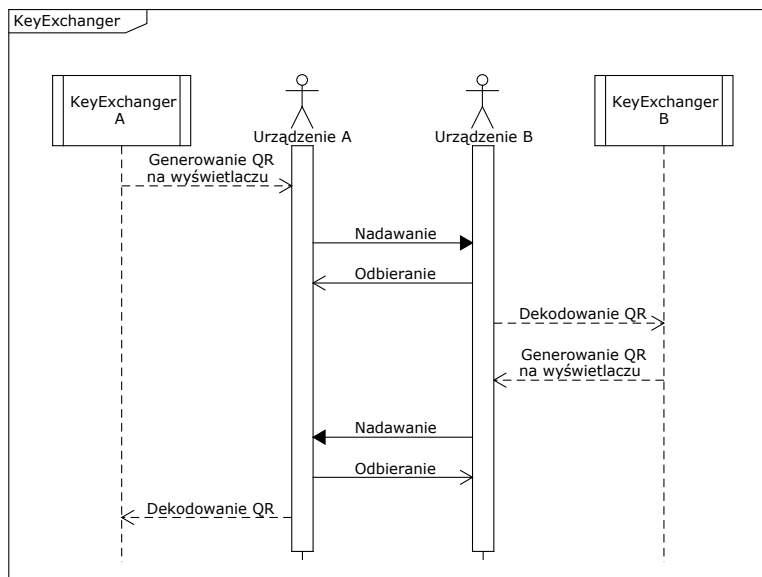 KeyExchanger
KeyExchanger
A
Urządzenie A
Urządzenie B
KeyExchanger
B
Generowanie QR
na wyświetlaczu
Nadawanie
Odbieranie
Dekodowanie QR
Generowanie QR
na wyświetlaczu
Nadawanie
Odbieranie
Dekodowanie QR